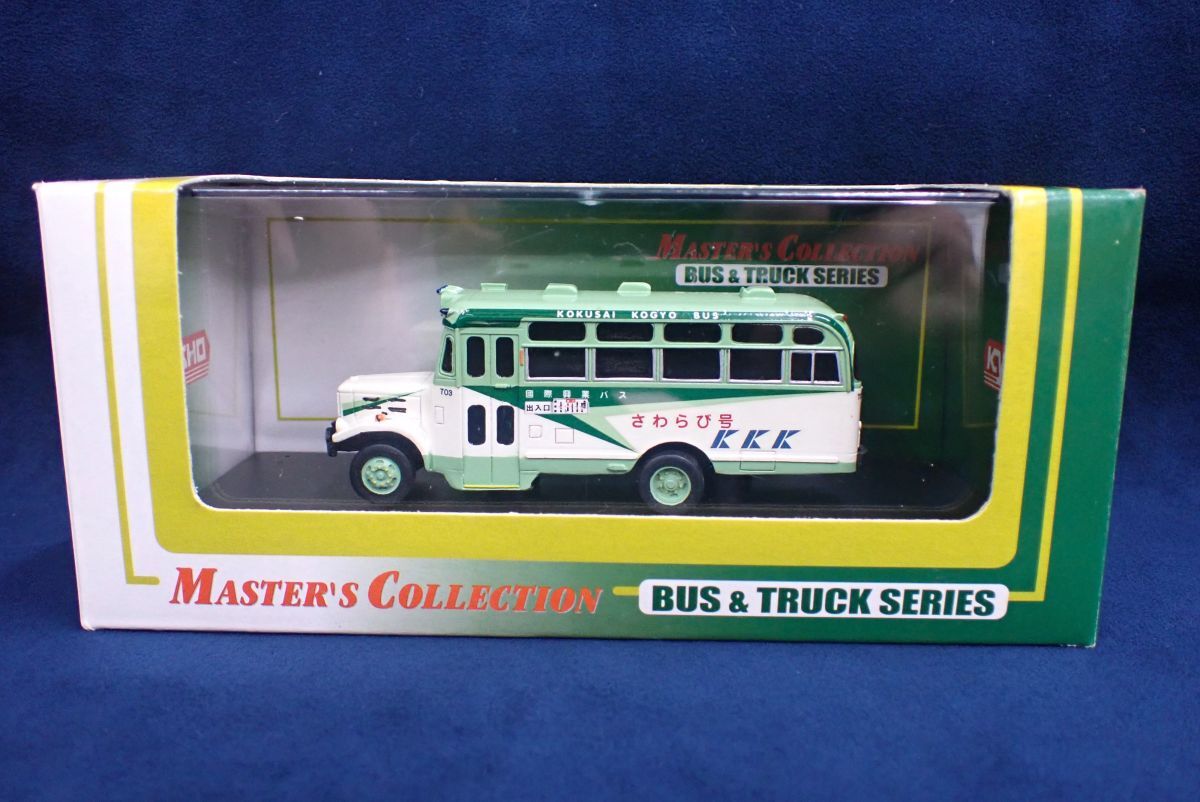 MASTER'S COLLECTION
BUS & TRUCK SERIES
KOKUSAI KOGYO BUS
703
國際興業バス
出入口
さわらび号
KKK
MASTER'S COLLECTION
BUS & TRUCK SERIES